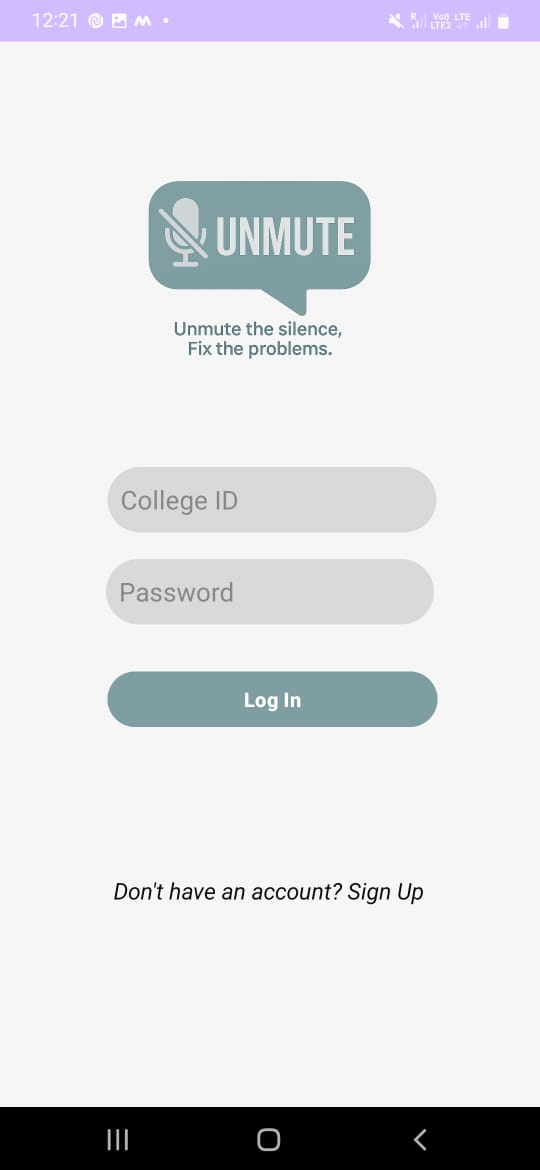 12:21
R
Vo) LTE
LTE2
UNMUTE
Unmute the silence,
Fix the problems.
College ID
Password
Log In
Don't have an account? Sign Up